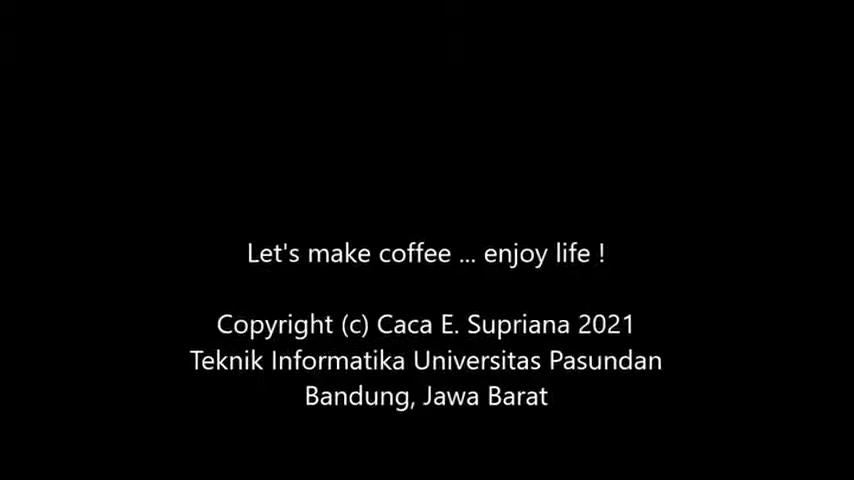 Let's make coffee ... enjoy life !
Copyright (c) Caca E. Supriana 2021
Teknik Informatika Universitas Pasundan
Bandung, Jawa Barat